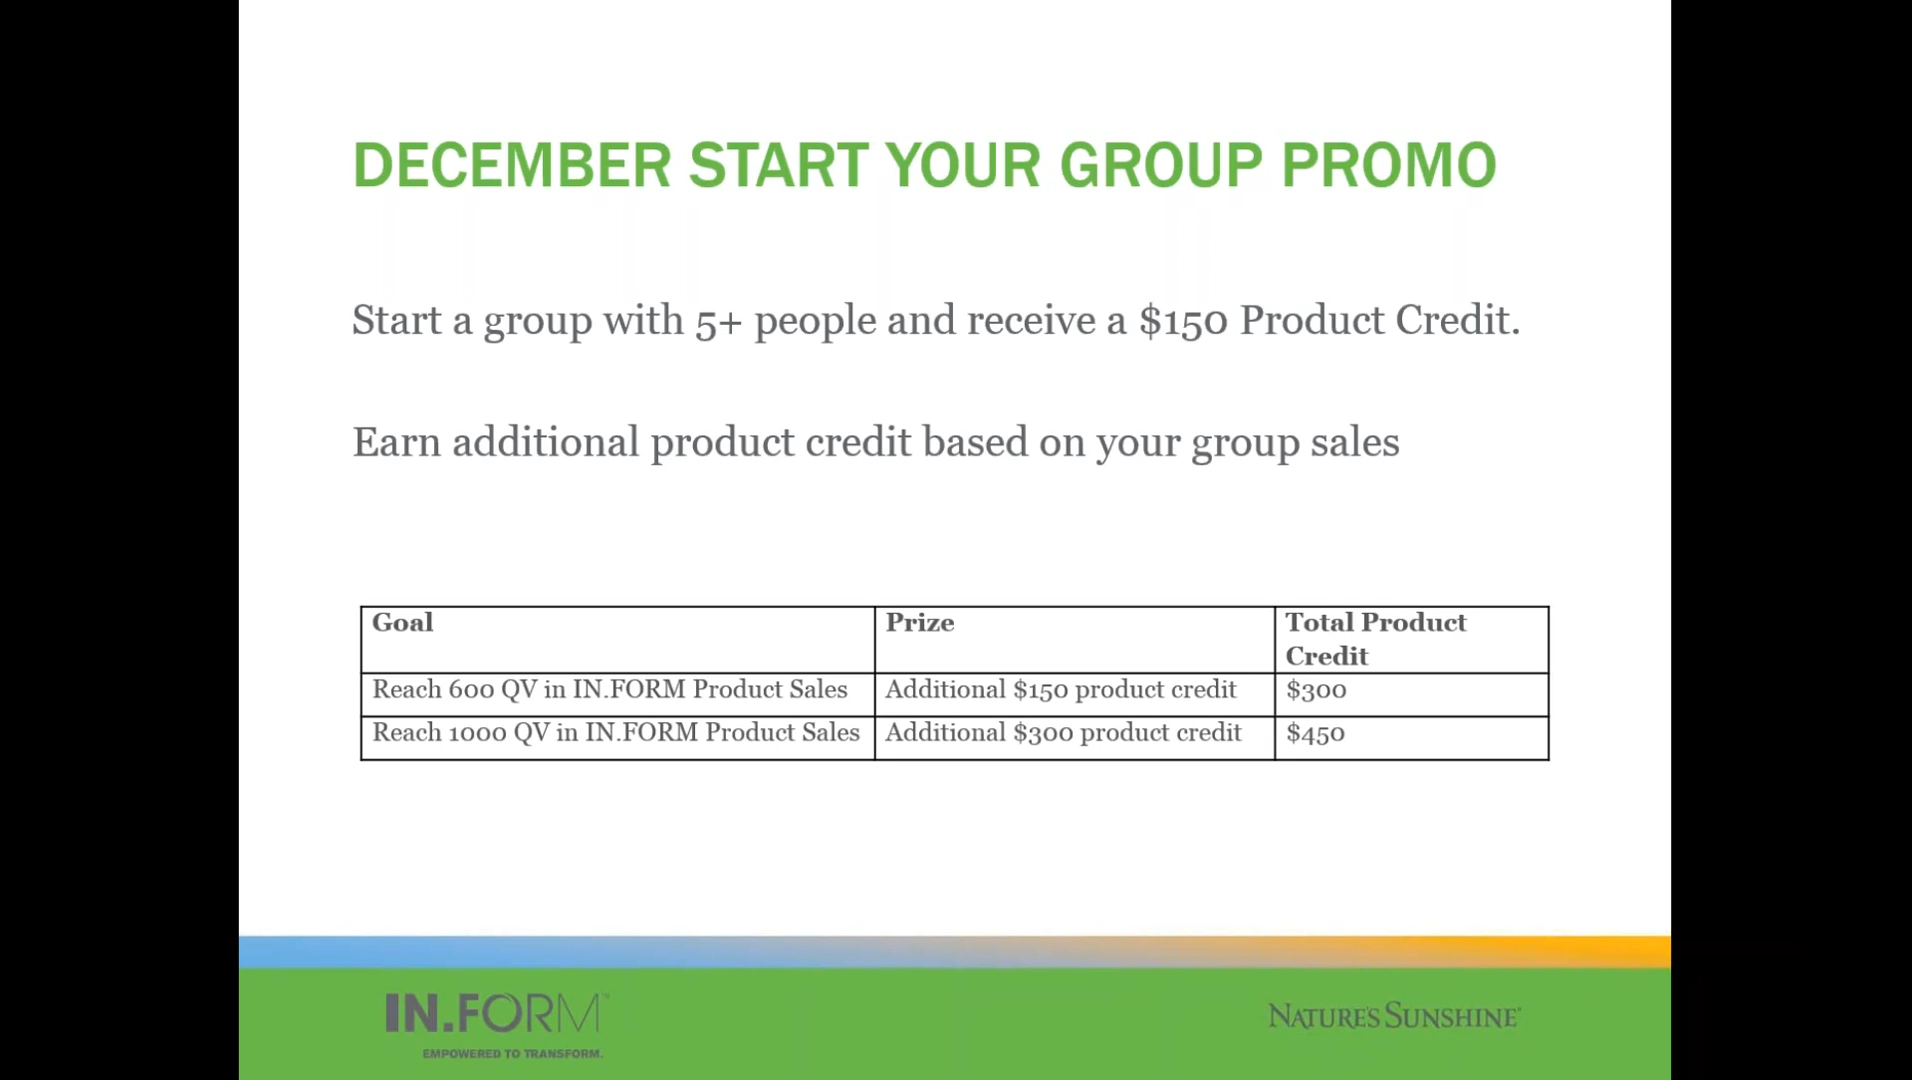 DECEMBER START YOUR GROUP PROMO
Start a group with 5+ people and receive a $150 Product Credit.
Earn additional product credit based on your group sales
Goal Prize Total Product
Credit
Reach 600 QV in IN.FORM Product Sales Additional $150 product credit $300
Reach 1000 QV in IN.FORM Product Sales Additional $300 product credit $450
IN.FORM™ NATURE'S SUNSHINE®
EMPOWERED TO TRANSFORM.